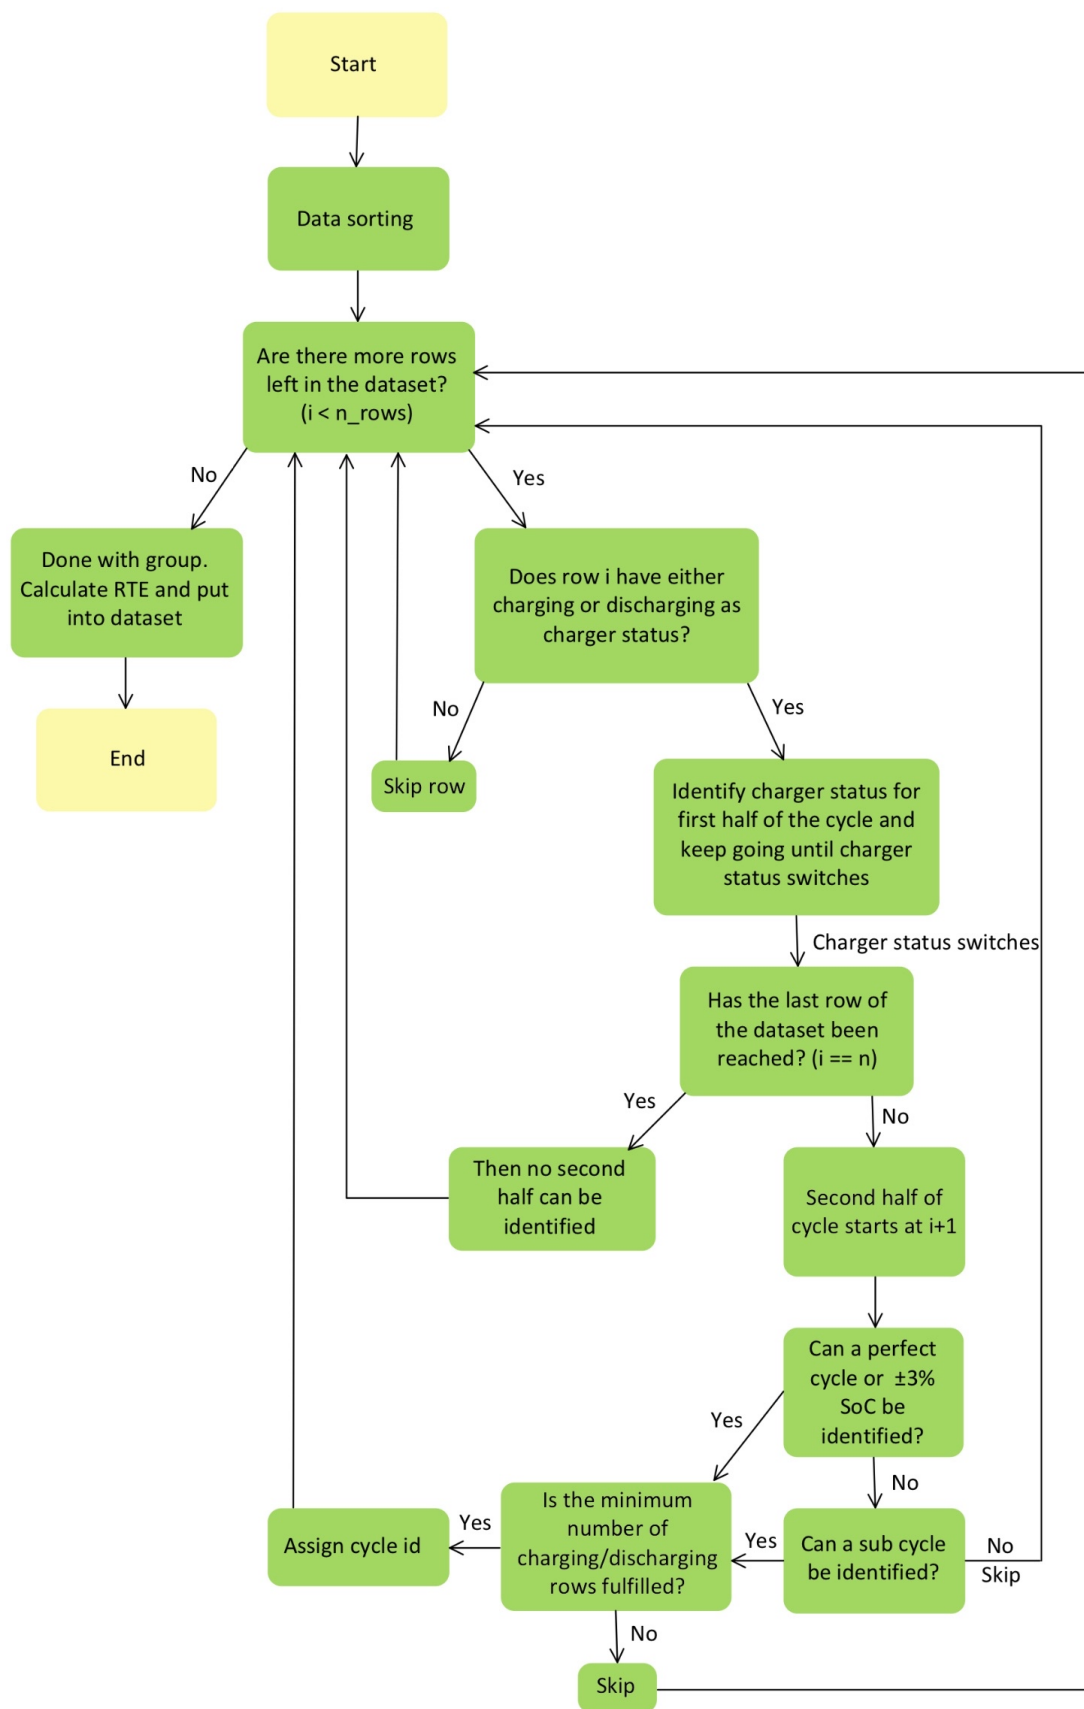 Start
Data sorting
Are there more rows
left in the dataset?
(i < n_rows)
No
Yes
Done with group.
Calculate RTE and put
into dataset
Does row i have either
charging or discharging as
charger status?
No
Yes
End
Skip row
Identify charger status for
first half of the cycle and
keep going until charger
status switches
Charger status switches
Has the last row of
the dataset been
reached? (i == n)
Yes
No
Then no second
half can be
identified
Second half of
cycle starts at i+1
Can a perfect
cycle or ±3%
SoC be
identified?
Yes
No
Is the minimum
number of
charging/discharging
rows fulfilled?
Assign cycle id
Yes
Yes
Can a sub cycle
be identified?
No
Skip
No
Skip